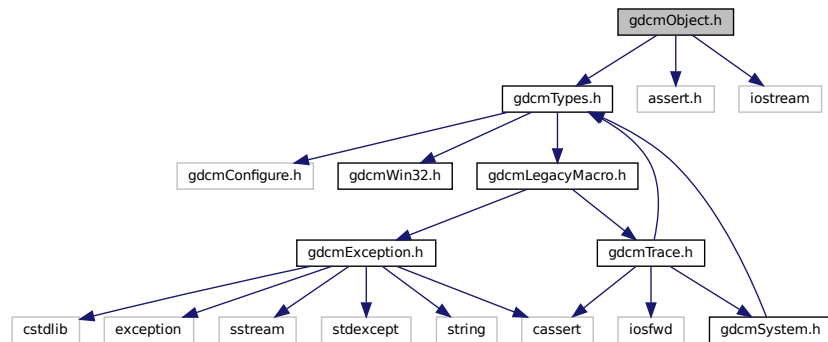 gdcmObject.h
gdcmTypes.h
assert.h
iostream
gdcmConfigure.h
gdcmWin32.h
gdcmLegacyMacro.h
gdcmException.h
gdcmTrace.h
cstdlib
exception
sstream
stdexcept
string
cassert
iosfwd
gdcmSystem.h